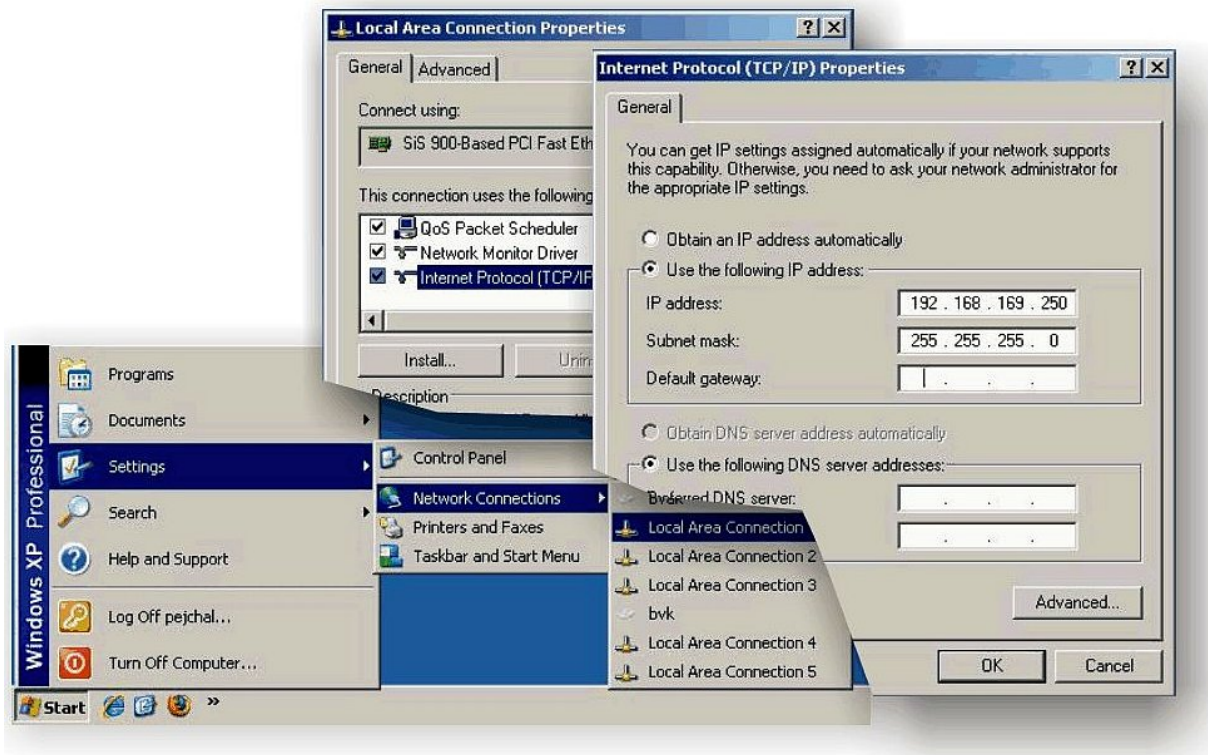 Local Area Connection Properties
General
Advanced
Connect using:
SiS 900-Based PCI Fast Eth
This connection uses the following
QoS Packet Scheduler
Network Monitor Driver
Internet Protocol (TCP/IP
Install...
Unin
Description
Internet Protocol (TCP/IP) Properties
General
You can get IP settings assigned automatically if your network supports
this capability. Otherwise, you need to ask your network administrator for
the appropriate IP settings.
Obtain an IP address automatically
Use the following IP address:
IP address:
192 . 168 . 169 . 250
Subnet mask:
255 . 255 . 255 . 0
Default gateway:
. . .
Obtain DNS server address automatically
Use the following DNS server addresses:
DNS server:
. . .
. . .
Advanced...
OK
Cancel
Windows XP Professional
Programs
Documents
Settings
Search
Help and Support
Log Off pejchal...
Turn Off Computer...
Control Panel
Network Connections
Printers and Faxes
Taskbar and Start Menu
Local Area Connection
Local Area Connection 2
Local Area Connection 3
bvk
Local Area Connection 4
Local Area Connection 5
Start
»